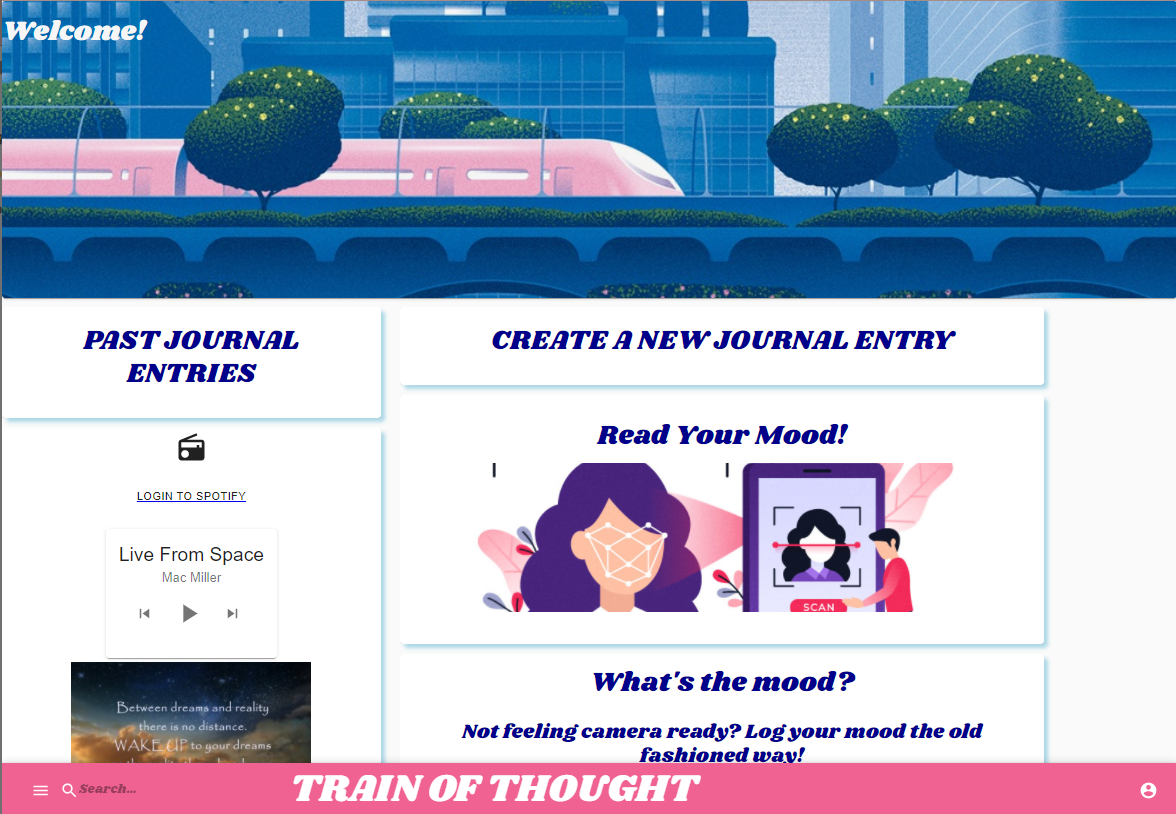 Welcome!
PAST JOURNAL
ENTRIES
LOGIN TO SPOTIFY
Live From Space
Mac Miller
Between dreams and reality
there is no distance.
WAKE UP to your dreams
CREATE A NEW JOURNAL ENTRY
Read Your Mood!
SCAN
What's the mood?
Not feeling camera ready? Log your mood the old
fashioned way!
Search...
TRAIN OF THOUGHT